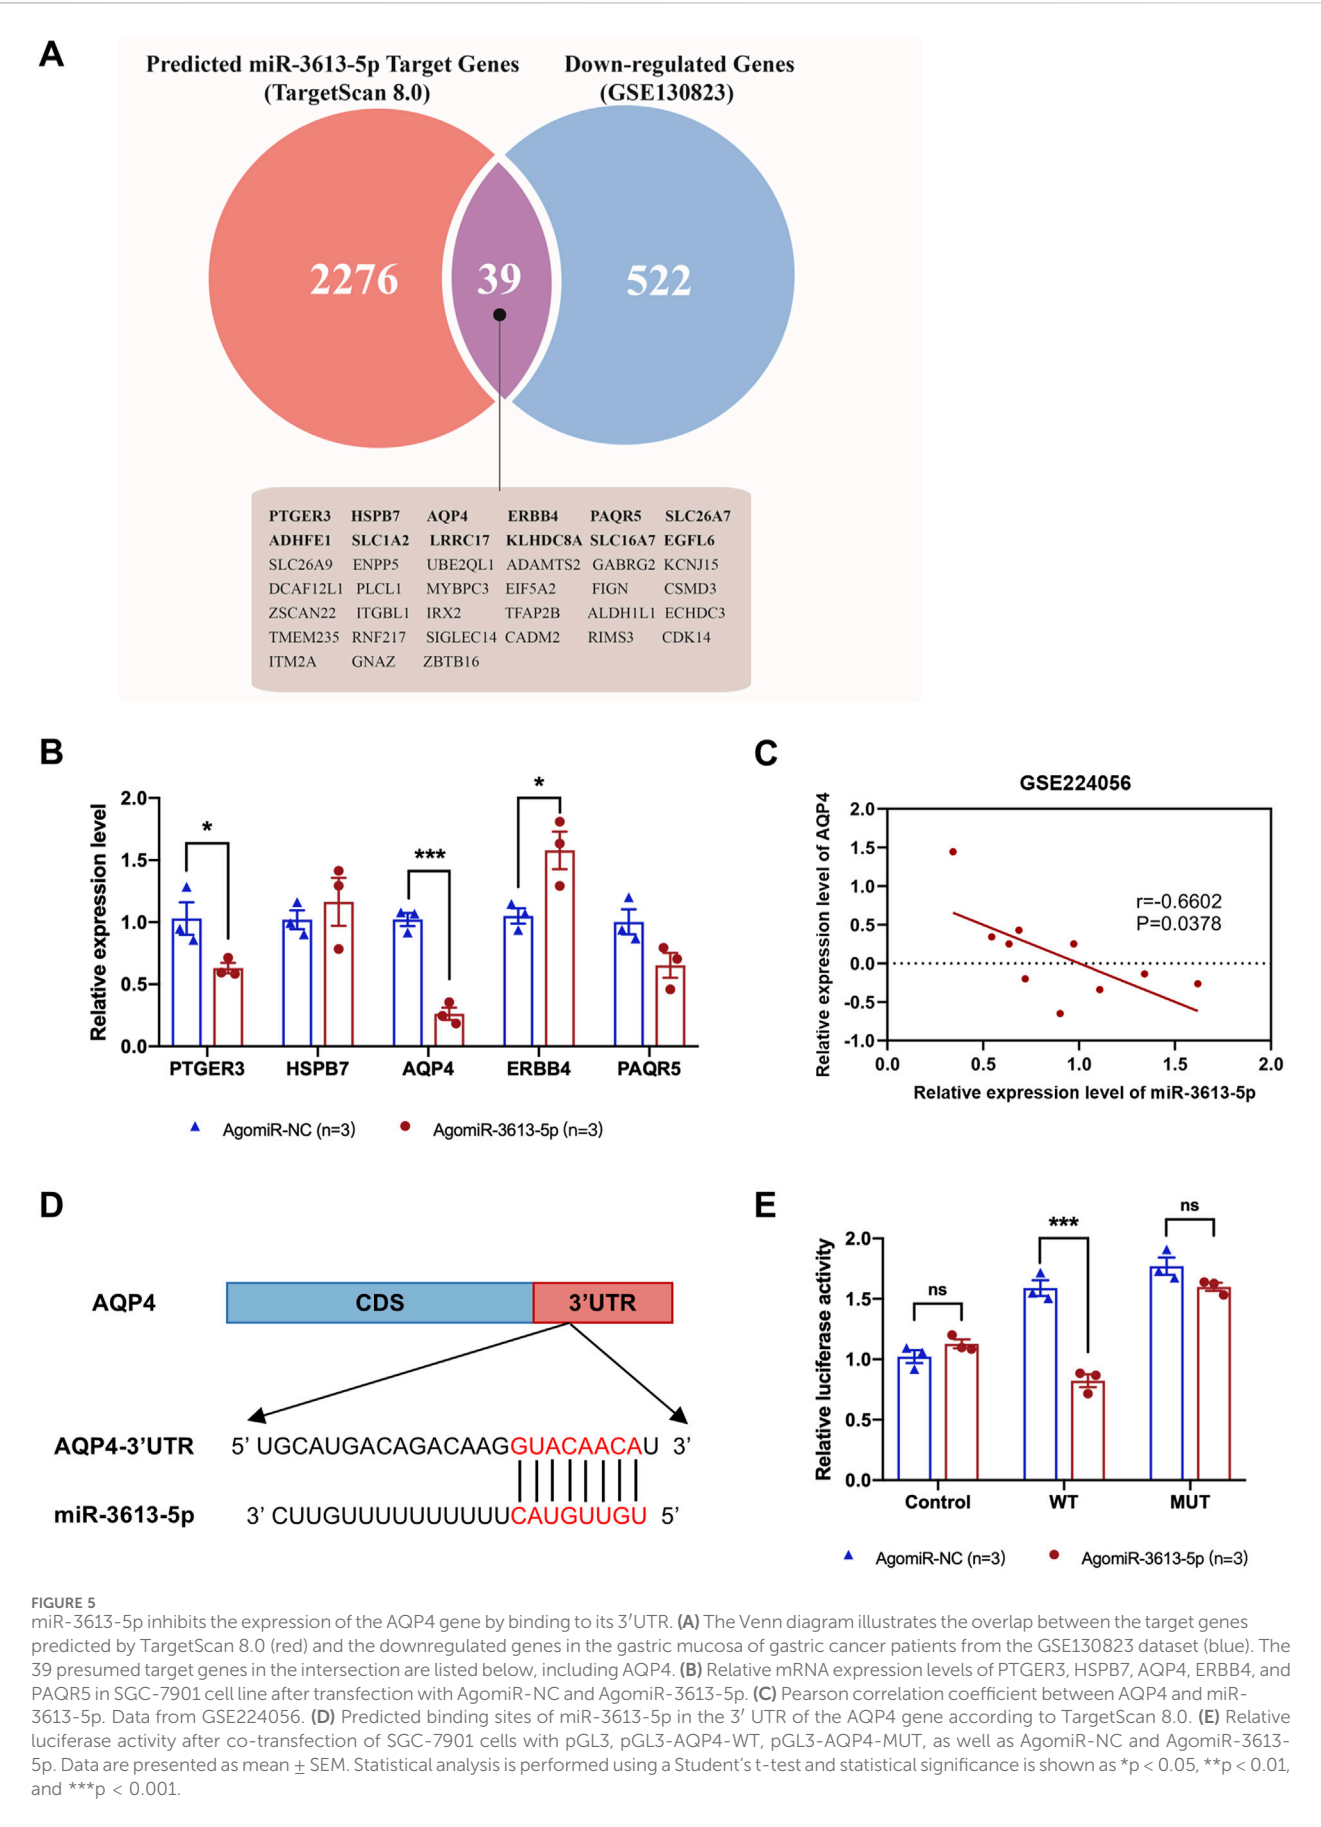 A
Predicted miR-3613-5p Target Genes
(TargetScan 8.0)
Down-regulated Genes
(GSE130823)
2276
39
522
PTGER3 HSPB7 AQP4 ERBB4 PAQR5 SLC26A7
ADHFE1 SLC1A2 LRRC17 KLHDC8A SLC16A7 EGFL6
SLC26A9 ENPP5 UBE2QL1 ADAMTS2 GABRG2 KCNJ15
DCAF12L1 PLCL1 MYBPC3 EIF5A2 FIGN CSMD3
ZSCAN22 ITGBL1 IRX2 TFAP2B ALDH1L1 ECHDC3
TMEM235 RNF217 SIGLEC14 CADM2 RIMS3 CDK14
ITM2A GNAZ ZBTB16
B
Relative expression level
2.0
1.5
1.0
0.5
0.0
*
***
*
PTGER3 HSPB7 AQP4 ERBB4 PAQR5
AgomiR-NC (n=3) AgomiR-3613-5p (n=3)
C
GSE224056
Relative expression level of AQP4
2.0
1.5
1.0
0.5
0.0
-0.5
-1.0
r=-0.6602
P=0.0378
0.0 0.5 1.0 1.5 2.0
Relative expression level of miR-3613-5p
D
AQP4 CDS 3’UTR
AQP4-3’UTR 5’ UGCAUGACAGACAAGGUACAACAU 3’
miR-3613-5p 3’ CUUGUUUUUUUUUUCAUGUUGU 5’
E
Relative luciferase activity
2.0
1.5
1.0
0.5
0.0
ns
***
ns
Control WT MUT
AgomiR-NC (n=3) AgomiR-3613-5p (n=3)
FIGURE 5
miR-3613-5p inhibits the expression of the AQP4 gene by binding to its 3′UTR. (A) The Venn diagram illustrates the overlap between the target genes
predicted by TargetScan 8.0 (red) and the downregulated genes in the gastric mucosa of gastric cancer patients from the GSE130823 dataset (blue). The
39 presumed target genes in the intersection are listed below, including AQP4. (B) Relative mRNA expression levels of PTGER3, HSPB7, AQP4, ERBB4, and
PAQR5 in SGC-7901 cell line after transfection with AgomiR-NC and AgomiR-3613-5p. (C) Pearson correlation coefficient between AQP4 and miR-
3613-5p. Data from GSE224056. (D) Predicted binding sites of miR-3613-5p in the 3′ UTR of the AQP4 gene according to TargetScan 8.0. (E) Relative
luciferase activity after co-transfection of SGC-7901 cells with pGL3, pGL3-AQP4-WT, pGL3-AQP4-MUT, as well as AgomiR-NC and AgomiR-3613-
5p. Data are presented as mean ± SEM. Statistical analysis is performed using a Student’s t-test and statistical significance is shown as *p < 0.05, **p < 0.01,
and ***p < 0.001.